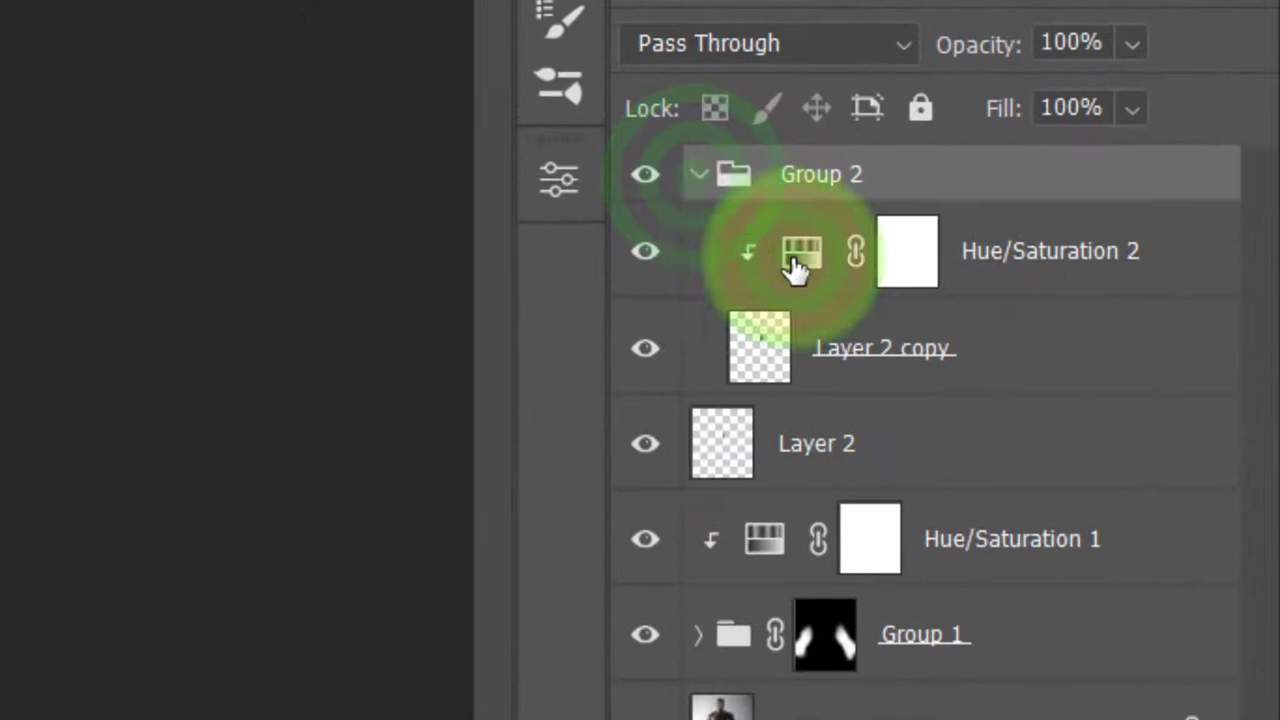 Pass Through Opacity: 100%
Lock: Fill: 100%
Group 2
Hue/Saturation 2
Layer 2 copy
Layer 2
Hue/Saturation 1
Group 1